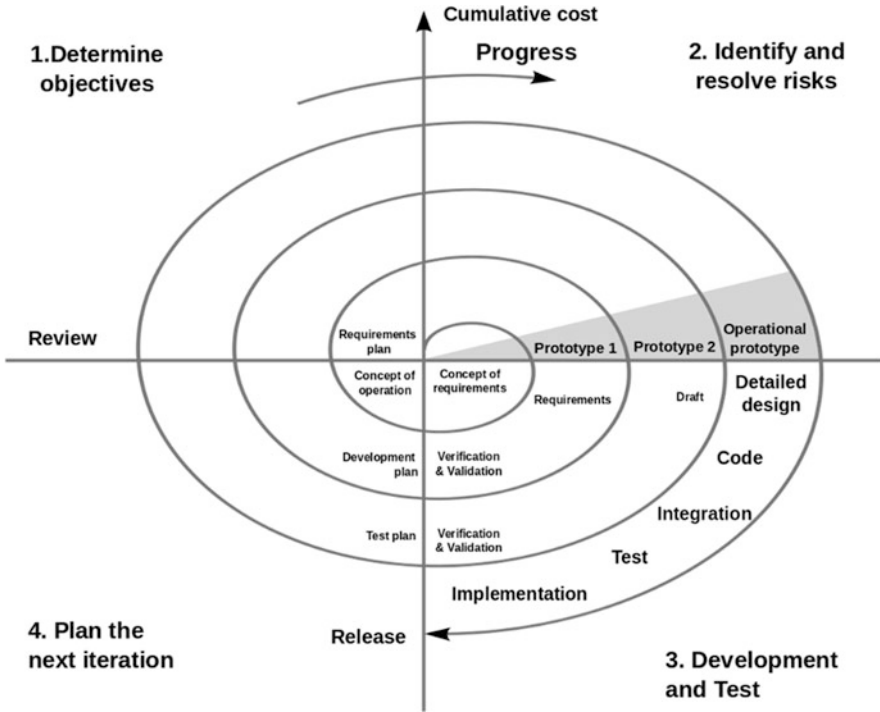 Cumulative cost
1.Determine
objectives
Progress
2. Identify and
resolve risks
Review
Requirements
plan
Prototype 1
Prototype 2
Operational
prototype
Concept of
operation
Concept of
requirements
Requirements
Draft
Detailed
design
Development
plan
Verification
& Validation
Code
Test plan
Verification
& Validation
Integration
Test
Implementation
Release
4. Plan the
next iteration
3. Development
and Test